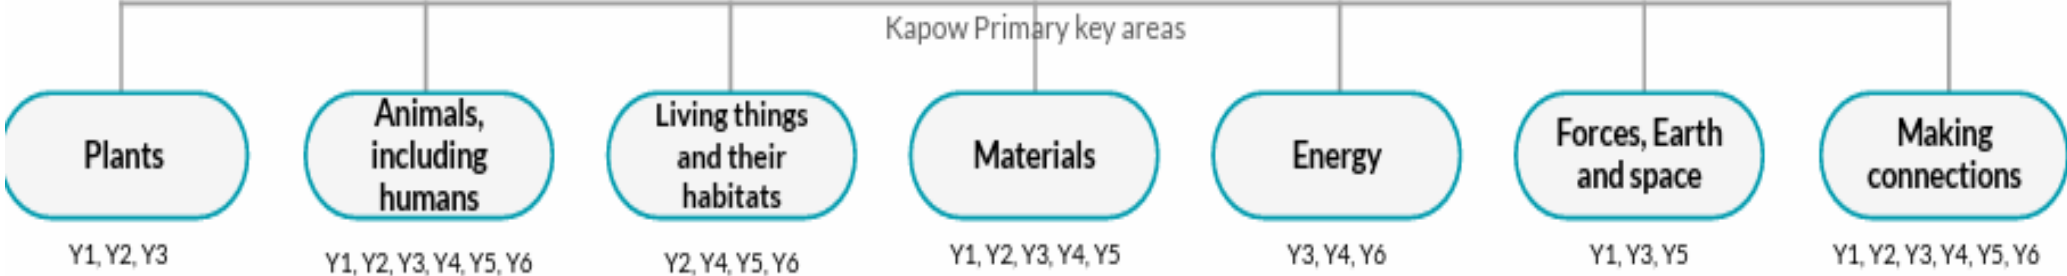 Kapow Primary key areas
Plants
Animals,
including
humans
Living things
and their
habitats
Materials
Energy
Forces, Earth
and space
Making
connections
Y1, Y2, Y3
Y1, Y2, Y3, Y4, Y5, Y6
Y2, Y4, Y5, Y6
Y1, Y2, Y3, Y4, Y5
Y3, Y4, Y6
Y1, Y3, Y5
Y1, Y2, Y3, Y4, Y5, Y6